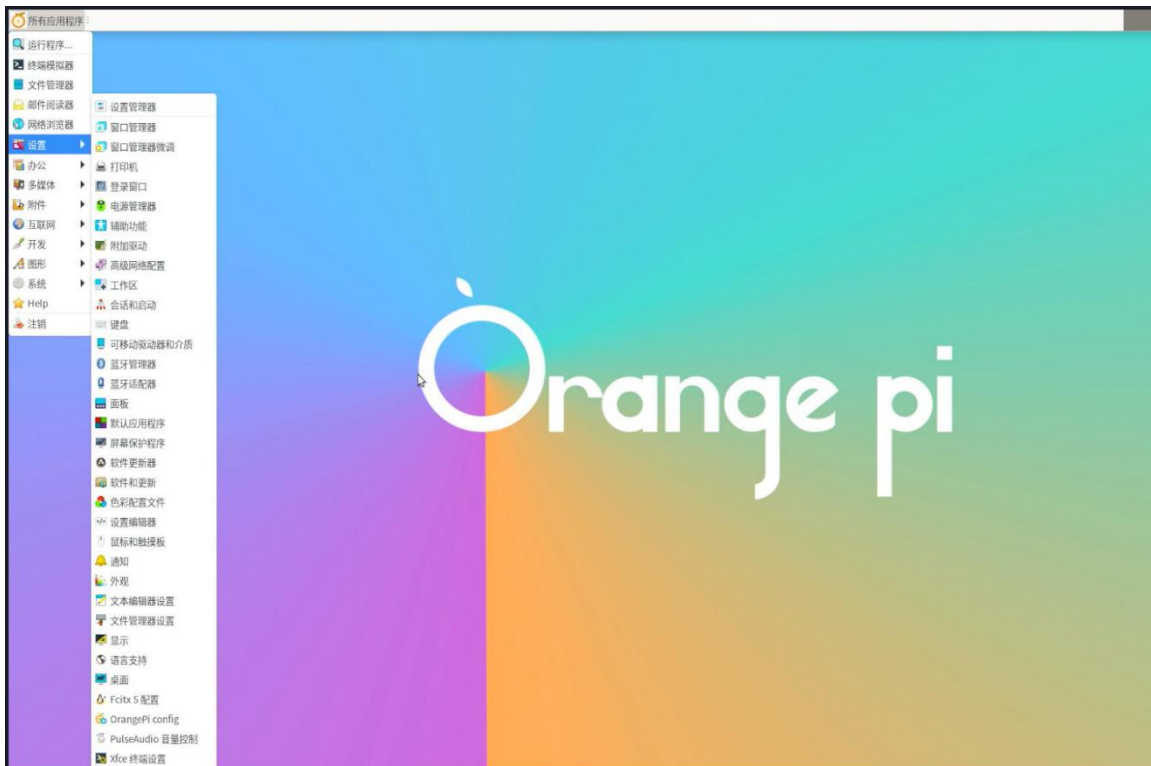 所有应用程序
运行程序...
终端模拟器
文件管理器
邮件阅读器
网络浏览器
设置
办公
多媒体
附件
互联网
开发
图形
系统
Help
注销
设置管理器
窗口管理器
窗口管理器微调
打印机
登录窗口
电源管理器
辅助功能
附加驱动
高级网络配置
工作区
会话和启动
键盘
可移动驱动器和介质
蓝牙管理器
蓝牙适配器
面板
默认应用程序
屏幕保护程序
软件更新器
软件和更新
色彩配置文件
设置编辑器
鼠标和触摸板
通知
外观
文本编辑器设置
文件管理器设置
显示
语言支持
桌面
Fcitx 5 配置
OrangePi config
PulseAudio 音量控制
Xfce 终端设置
Orange pi